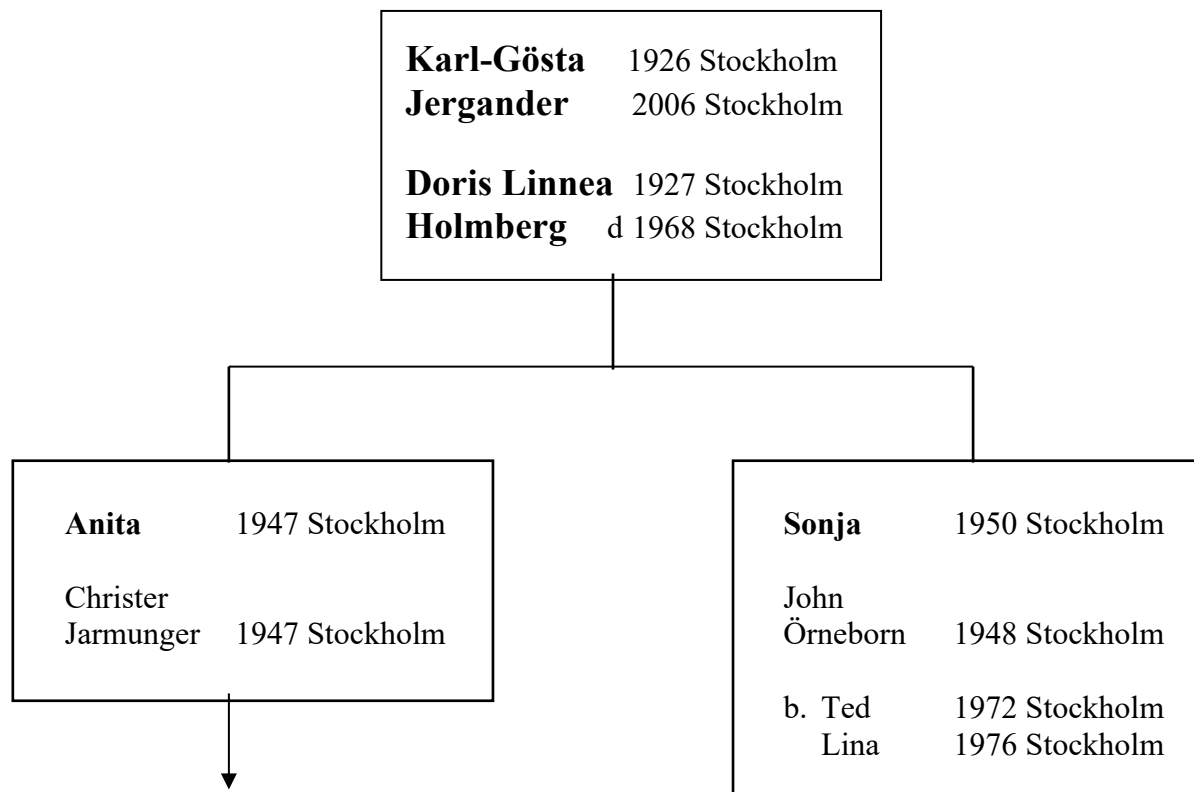 Karl-Gösta 1926 Stockholm
Jergander 2006 Stockholm
Doris Linnea 1927 Stockholm
Holmberg d 1968 Stockholm
Anita 1947 Stockholm
Christer
Jarmunger 1947 Stockholm
Sonja 1950 Stockholm
John
Örneborn 1948 Stockholm
b. Ted 1972 Stockholm
Lina 1976 Stockholm